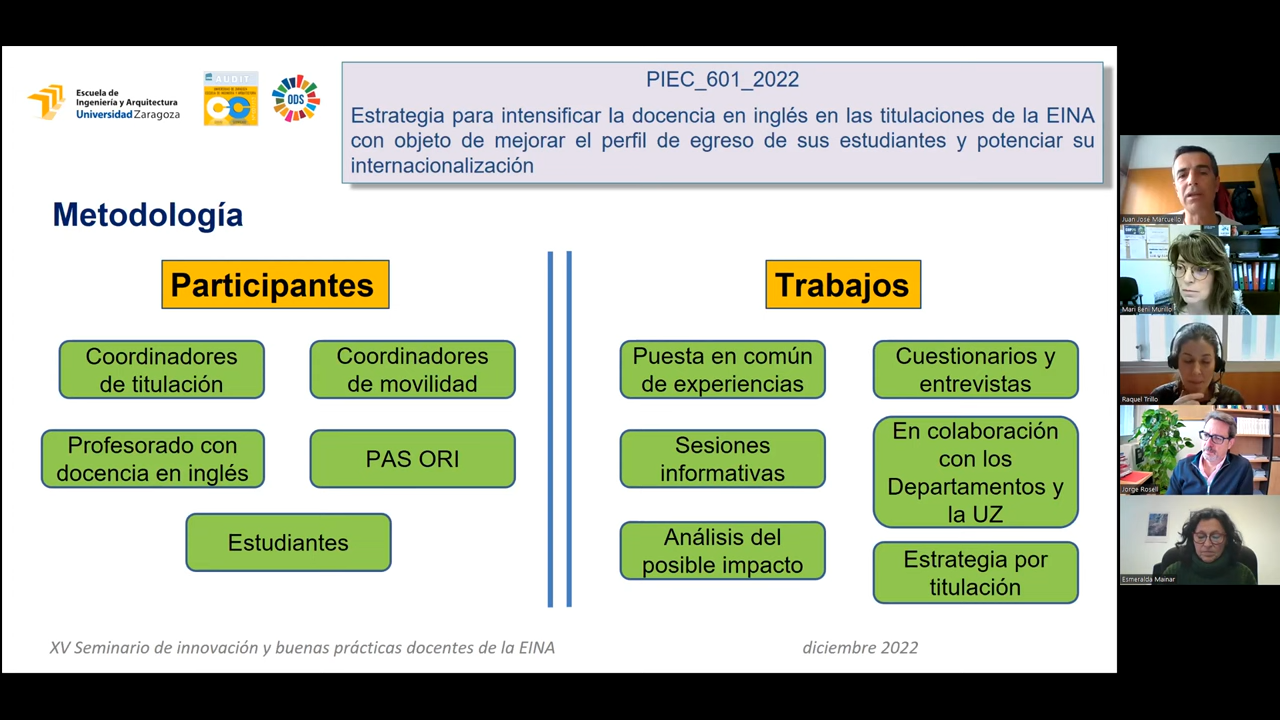 Escuela de
Ingeniería y Arquitectura
Universidad Zaragoza
AUDIT
ODS
PIEC_601_2022
Estrategia para intensificar la docencia en inglés en las titulaciones de la EINA
con objeto de mejorar el perfil de egreso de sus estudiantes y potenciar su
internacionalización
Metodología
Participantes
Coordinadores
de titulación
Coordinadores
de movilidad
Profesorado con
docencia en inglés
PAS ORI
Estudiantes
Trabajos
Puesta en común
de experiencias
Cuestionarios y
entrevistas
Sesiones
informativas
En colaboración
con los
Departamentos y
la UZ
Análisis del
posible impacto
Estrategia por
titulación
XV Seminario de innovación y buenas prácticas docentes de la EINA
diciembre 2022
Juan José Marcuello
Mari Beni Murillo
Raquel Trillo
Jorge Rosell
Esmeralda Mainar